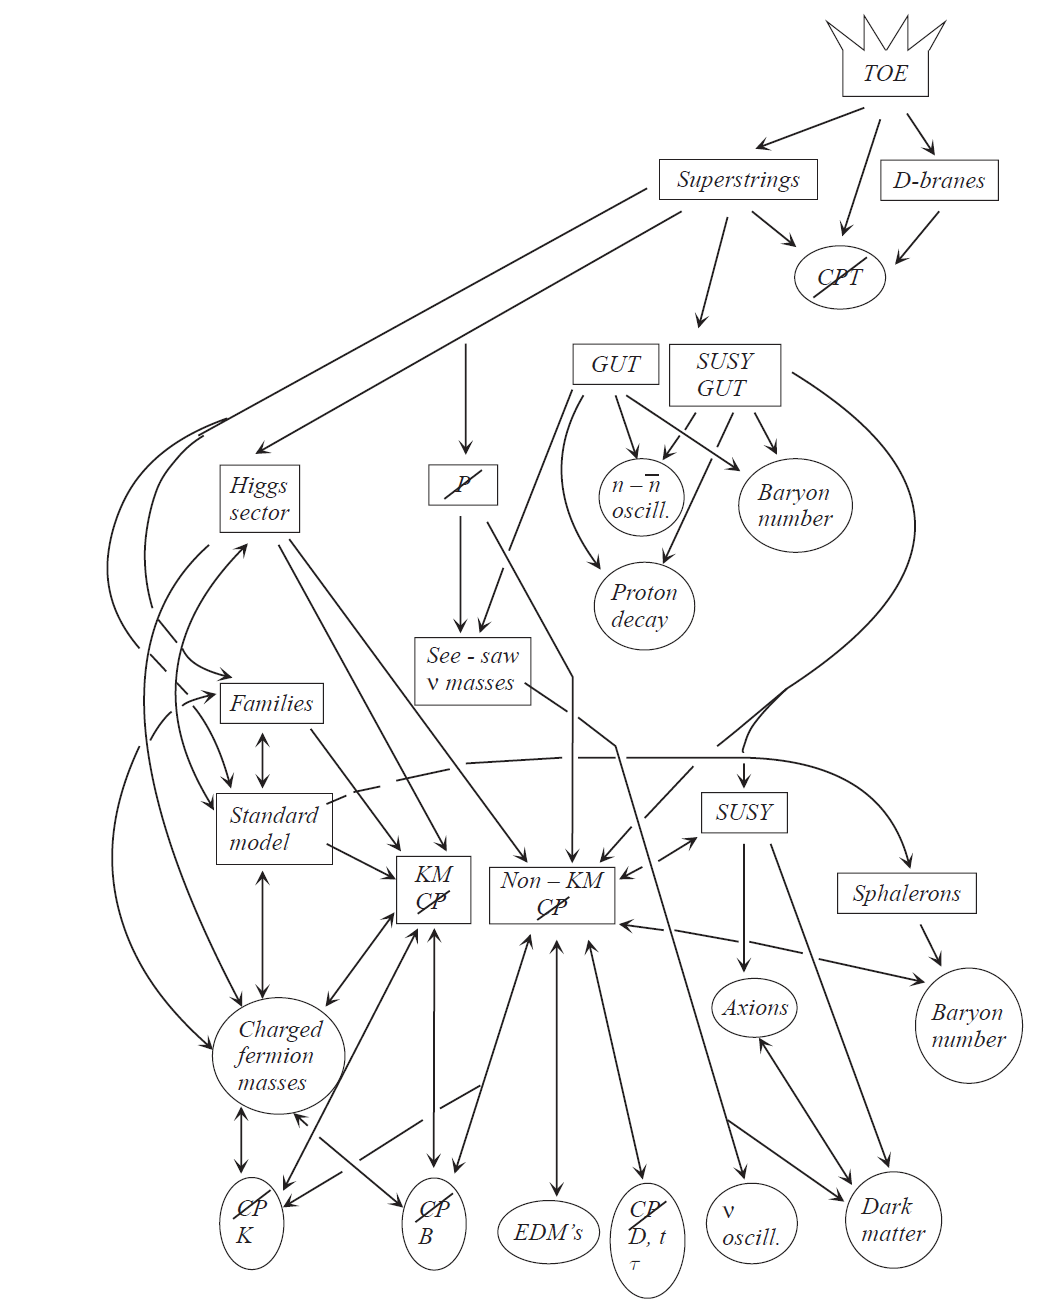 TOE
Superstrings
D-branes
CPT
GUT
SUSY
GUT
Higgs
sector
P
n – n̅
oscill.
Baryon
number
Proton
decay
See - saw
ν masses
Families
Standard
model
SUSY
KM
CP
Non – KM
CP
Sphalerons
Axions
Baryon
number
Charged
fermion
masses
CP
K
CP
B
EDM's
CP
D, t
τ
ν
oscill.
Dark
matter